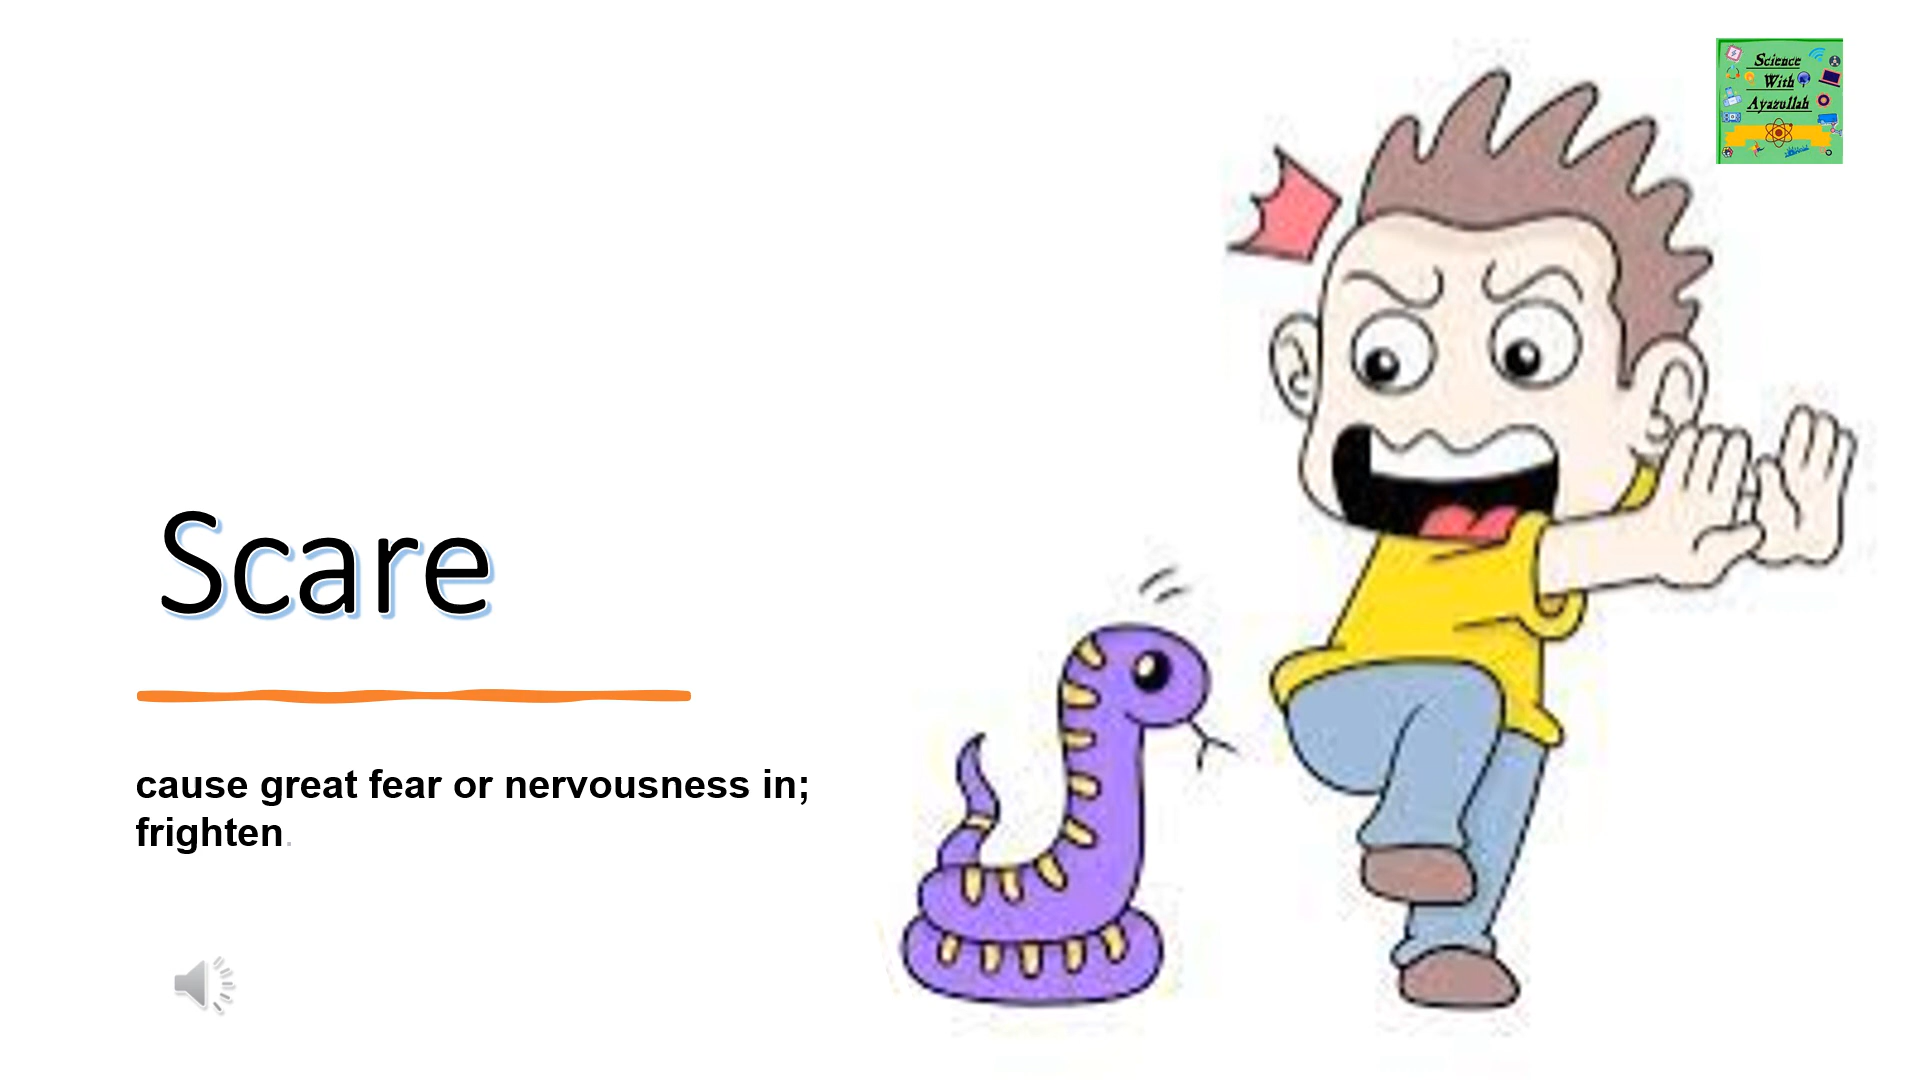 Science
With
Ayazullah
Scare
cause great fear or nervousness in;
frighten.